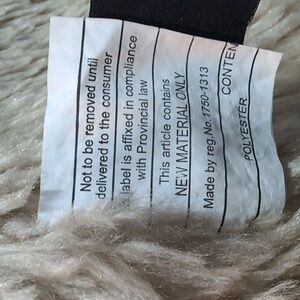 Not to be removed until
delivered to the consumer
label is affixed in compliance
with Provincial law
This article contains
NEW MATERIAL ONLY
Made by reg.No. 1750-1313
CONTEN
POLYESTER